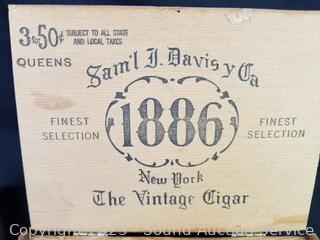 3 for 50¢ SUBJECT TO ALL STATE
AND LOCAL TAXES
QUEENS
Sam'l I. Davis y Ca
1886
FINEST
SELECTION
FINEST
SELECTION
New York
The Vintage Cigar
Copyright 2023 - Sound Auction Service